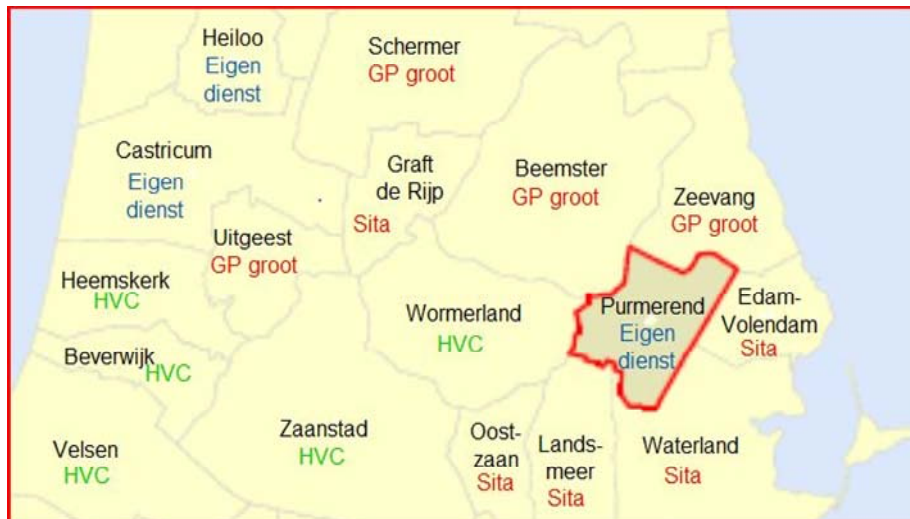 Heiloo
Eigen
dienst
Schermer
GP groot
Castricum
Eigen
dienst
Graft
de Rijp
Sita
Beemster
GP groot
Zeevang
GP groot
Uitgeest
GP groot
Heemskerk
HVC
Wormerland
HVC
Purmerend
Eigen
dienst
Edam-
Volendam
Sita
Beverwijk
HVC
Velsen
HVC
Zaanstad
HVC
Oost-
zaan
Sita
Lands-
meer
Sita
Waterland
Sita